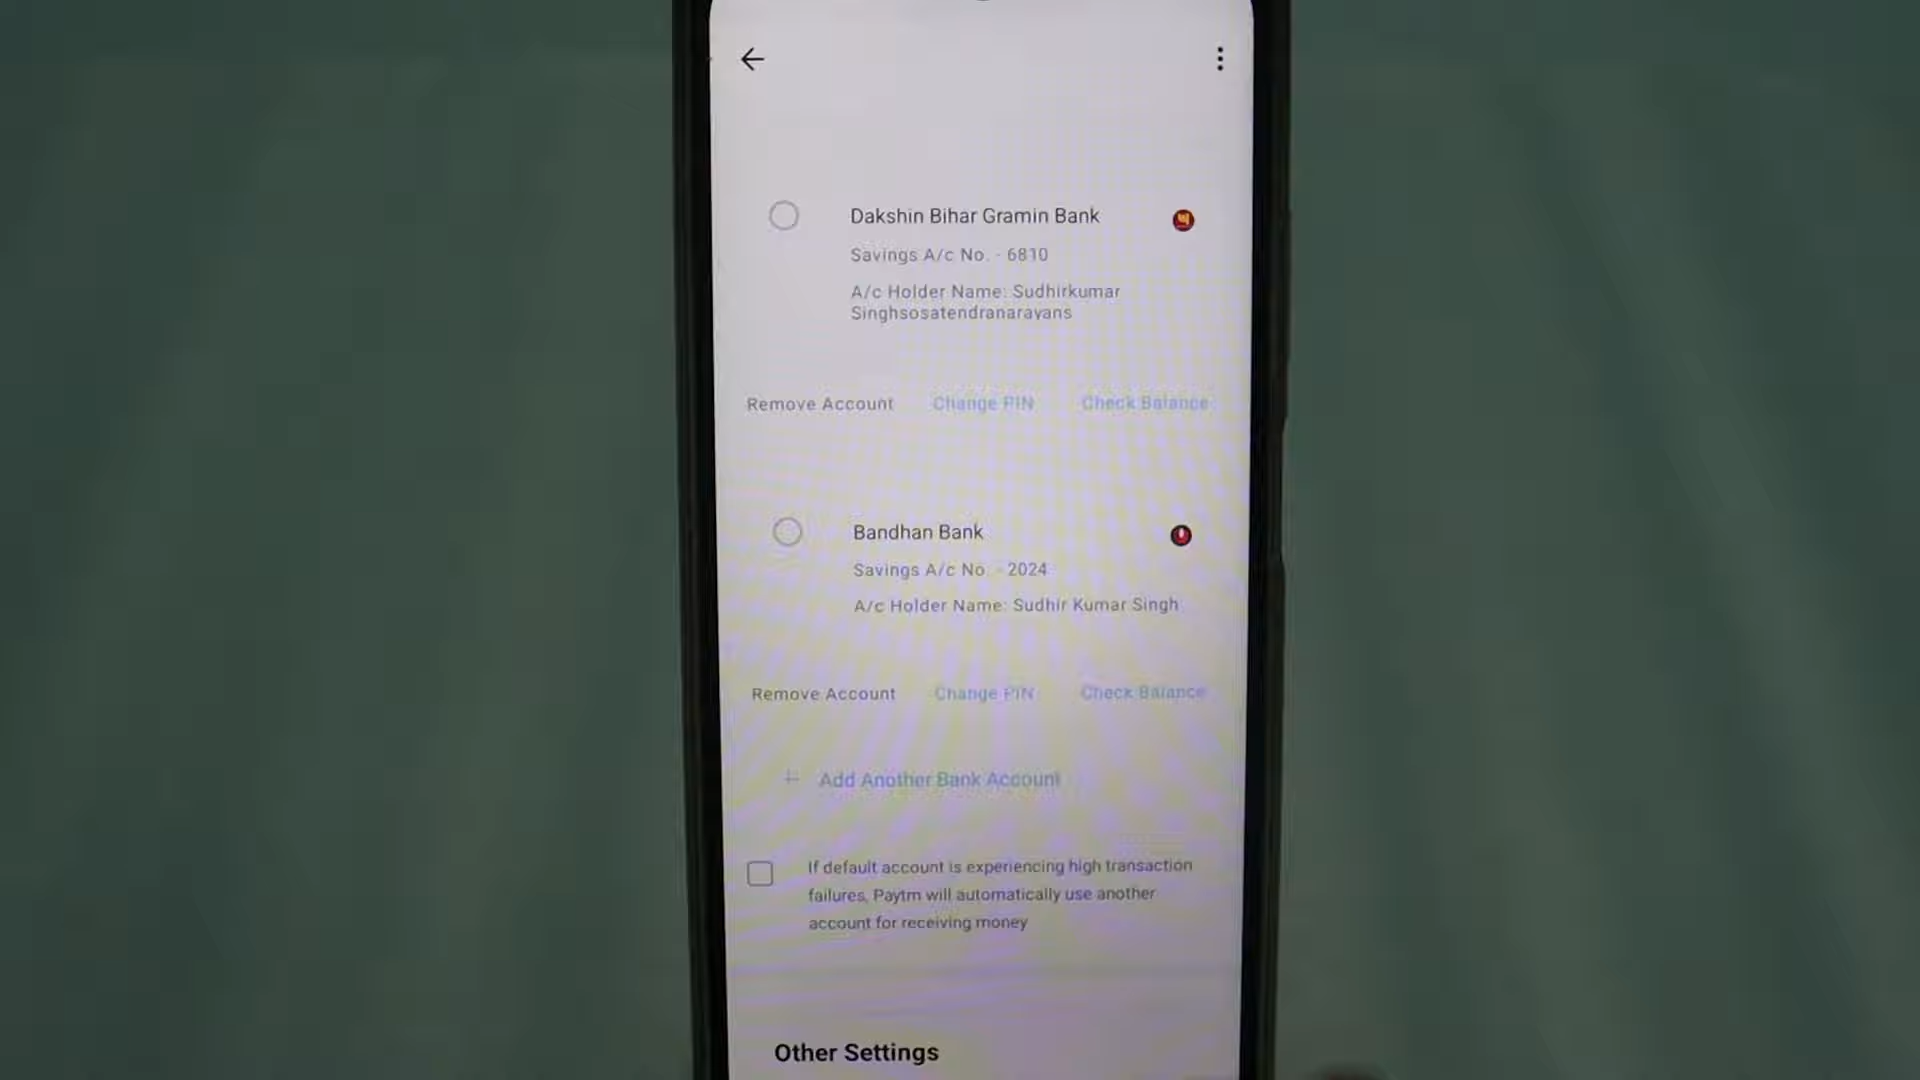 Dakshin Bihar Gramin Bank
Savings A/c No. - 6810
A/c Holder Name: Sudhirkumar
Singhsosatendranarayans
Remove Account Change PIN Check Balance
Bandhan Bank
Savings A/c No. - 2024
A/c Holder Name: Sudhir Kumar Singh
Remove Account Change PIN Check Balance
+ Add Another Bank Account
If default account is experiencing high transaction
failures, Paytm will automatically use another
account for receiving money
Other Settings